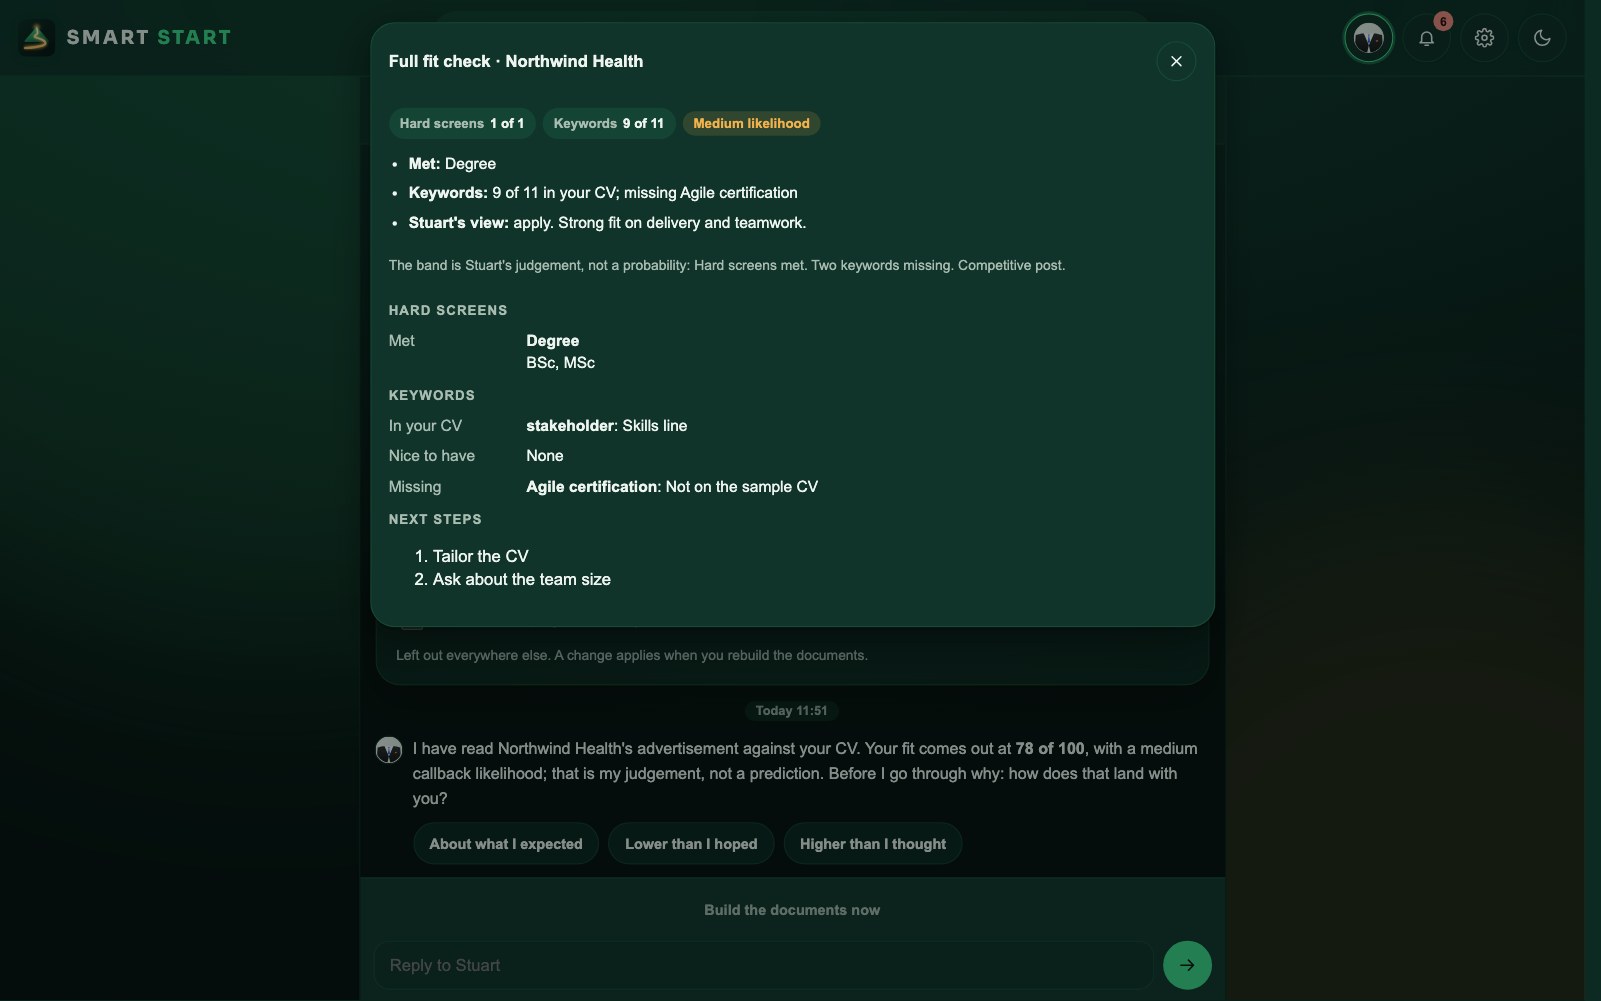 SMART START
6
Full fit check · Northwind Health
Hard screens 1 of 1
Keywords 9 of 11
Medium likelihood
• Met: Degree
• Keywords: 9 of 11 in your CV; missing Agile certification
• Stuart's view: apply. Strong fit on delivery and teamwork.
The band is Stuart's judgement, not a probability: Hard screens met. Two keywords missing. Competitive post.
HARD SCREENS
Met Degree
BSc, MSc
KEYWORDS
In your CV stakeholder: Skills line
Nice to have None
Missing Agile certification: Not on the sample CV
NEXT STEPS
1. Tailor the CV
2. Ask about the team size
Left out everywhere else. A change applies when you rebuild the documents.
Today 11:51
I have read Northwind Health's advertisement against your CV. Your fit comes out at 78 of 100, with a medium
callback likelihood; that is my judgement, not a prediction. Before I go through why: how does that land with
you?
About what I expected
Lower than I hoped
Higher than I thought
Build the documents now
Reply to Stuart